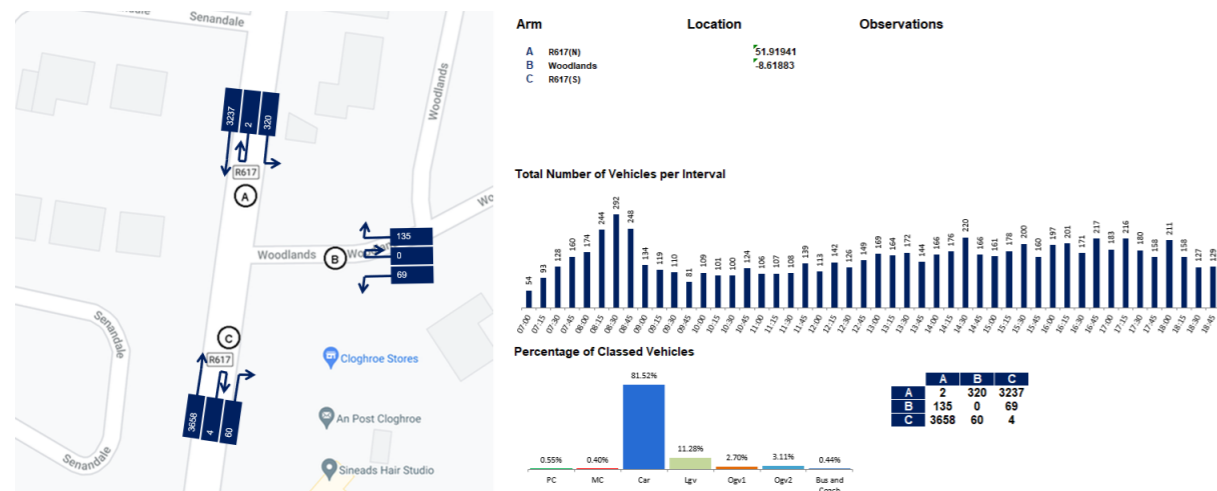 Senandale
Senandale
Woodlands
3237
2
320
R617
A
135
0
69
Woodlands
B
Wo
C
R617
3658
4
60
Senandale
Senandale
Cloghroe Stores
An Post Cloghroe
Sineads Hair Studio
Arm Location Observations
A R617(N) 51.91941
B Woodlands -8.61883
C R617(S)
Total Number of Vehicles per Interval
54 93 128 160 174 244 292 248 134 119 110 81 109 101 100 124 106 107 108 139 113 142 126 149 169 164 172 144 166 176 220 166 161 178 200 160 197 201 171 217 183 216 180 158 211 158 127 129
07:00 07:15 07:30 07:45 08:00 08:15 08:30 08:45 09:00 09:15 09:30 09:45 10:00 10:15 10:30 10:45 11:00 11:15 11:30 11:45 12:00 12:15 12:30 12:45 13:00 13:15 13:30 13:45 14:00 14:15 14:30 14:45 15:00 15:15 15:30 15:45 16:00 16:15 16:30 16:45 17:00 17:15 17:30 17:45 18:00 18:15 18:30 18:45
Percentage of Classed Vehicles
0.55% 0.40% 81.52% 11.28% 2.70% 3.11% 0.44%
PC MC Car Lgv Ogv1 Ogv2 Bus and
Coach
A B C
A 2 320 3237
B 135 0 69
C 3658 60 4